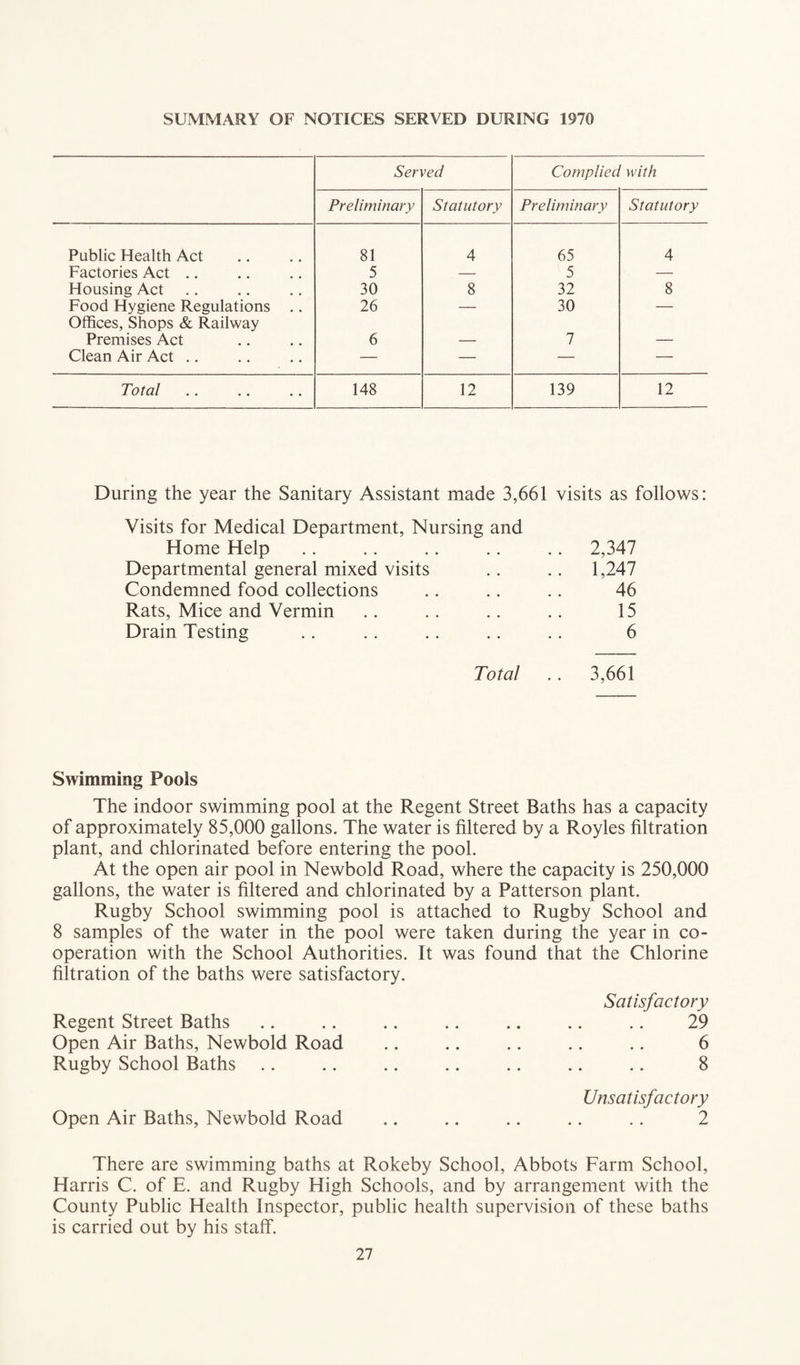 SUMMARY OF NOTICES SERVED DURING 1970
Served Complied with
Preliminary Statutory Preliminary Statutory
Public Health Act .. .. 81 4 65 4
Factories Act .. .. .. 5 — 5 —
Housing Act .. .. .. 30 8 32 8
Food Hygiene Regulations .. 26 — 30 —
Offices, Shops & Railway
Premises Act .. .. 6 — 7 —
Clean Air Act .. .. .. — — — —
Total .. .. .. 148 12 139 12
During the year the Sanitary Assistant made 3,661 visits as follows:
Visits for Medical Department, Nursing and
Home Help .. .. .. .. .. 2,347
Departmental general mixed visits .. .. 1,247
Condemned food collections .. .. .. 46
Rats, Mice and Vermin .. .. .. .. 15
Drain Testing .. .. .. .. .. 6
Total .. 3,661
Swimming Pools
The indoor swimming pool at the Regent Street Baths has a capacity
of approximately 85,000 gallons. The water is filtered by a Royles filtration
plant, and chlorinated before entering the pool.
At the open air pool in Newbold Road, where the capacity is 250,000
gallons, the water is filtered and chlorinated by a Patterson plant.
Rugby School swimming pool is attached to Rugby School and
8 samples of the water in the pool were taken during the year in co-
operation with the School Authorities. It was found that the Chlorine
filtration of the baths were satisfactory.
Satisfactory
Regent Street Baths .. .. .. .. .. .. .. 29
Open Air Baths, Newbold Road .. .. .. .. .. 6
Rugby School Baths .. .. .. .. .. .. .. 8
Unsatisfactory
Open Air Baths, Newbold Road .. .. .. .. .. 2
There are swimming baths at Rokeby School, Abbots Farm School,
Harris C. of E. and Rugby High Schools, and by arrangement with the
County Public Health Inspector, public health supervision of these baths
is carried out by his staff.
27